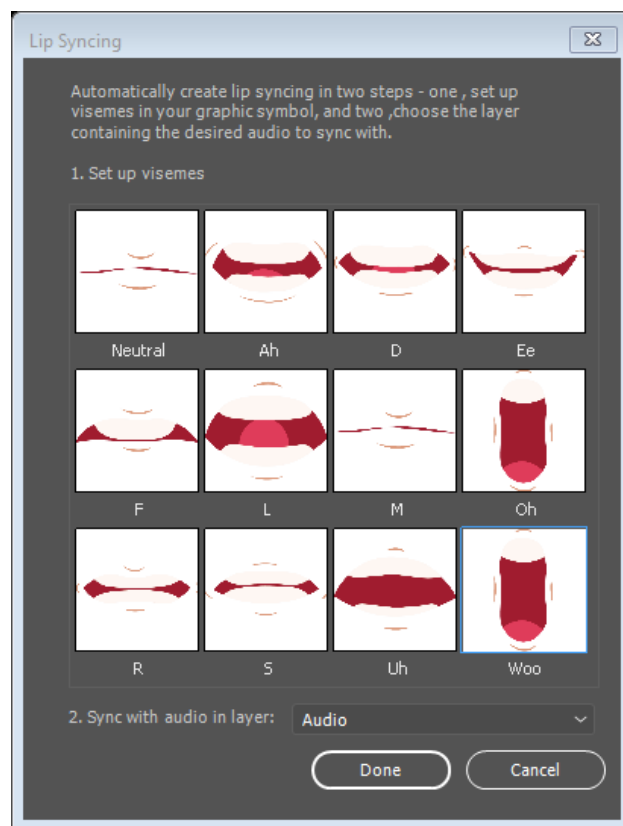 Lip Syncing
Automatically create lip syncing in two steps - one , set up
visemes in your graphic symbol, and two ,choose the layer
containing the desired audio to sync with.
1. Set up visemes
Neutral Ah D Ee
F L M Oh
R S Uh Woo
2. Sync with audio in layer: Audio
Done Cancel